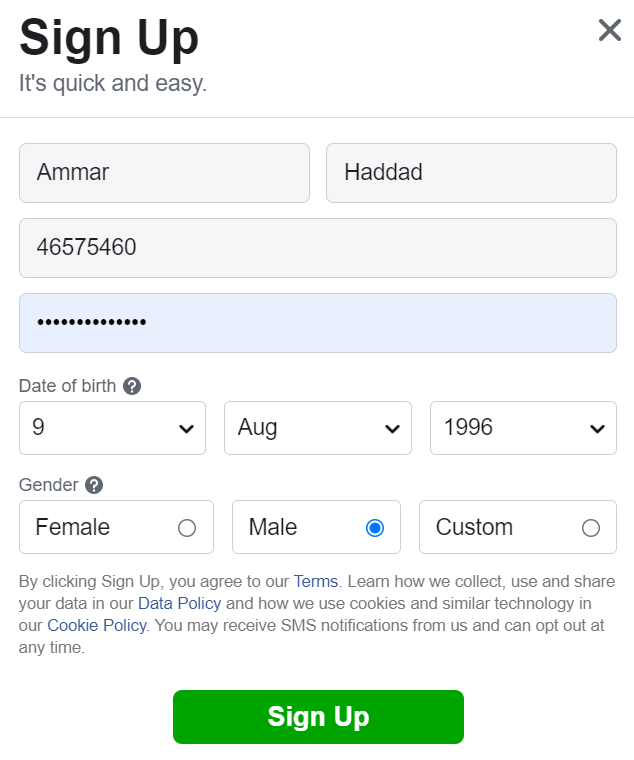 Sign Up
It's quick and easy.
Ammar Haddad
46575460
••••••••••••••
Date of birth ?
9 Aug 1996
Gender ?
Female Male Custom
By clicking Sign Up, you agree to our Terms. Learn how we collect, use and share
your data in our Data Policy and how we use cookies and similar technology in
our Cookie Policy. You may receive SMS notifications from us and can opt out at
any time.
Sign Up